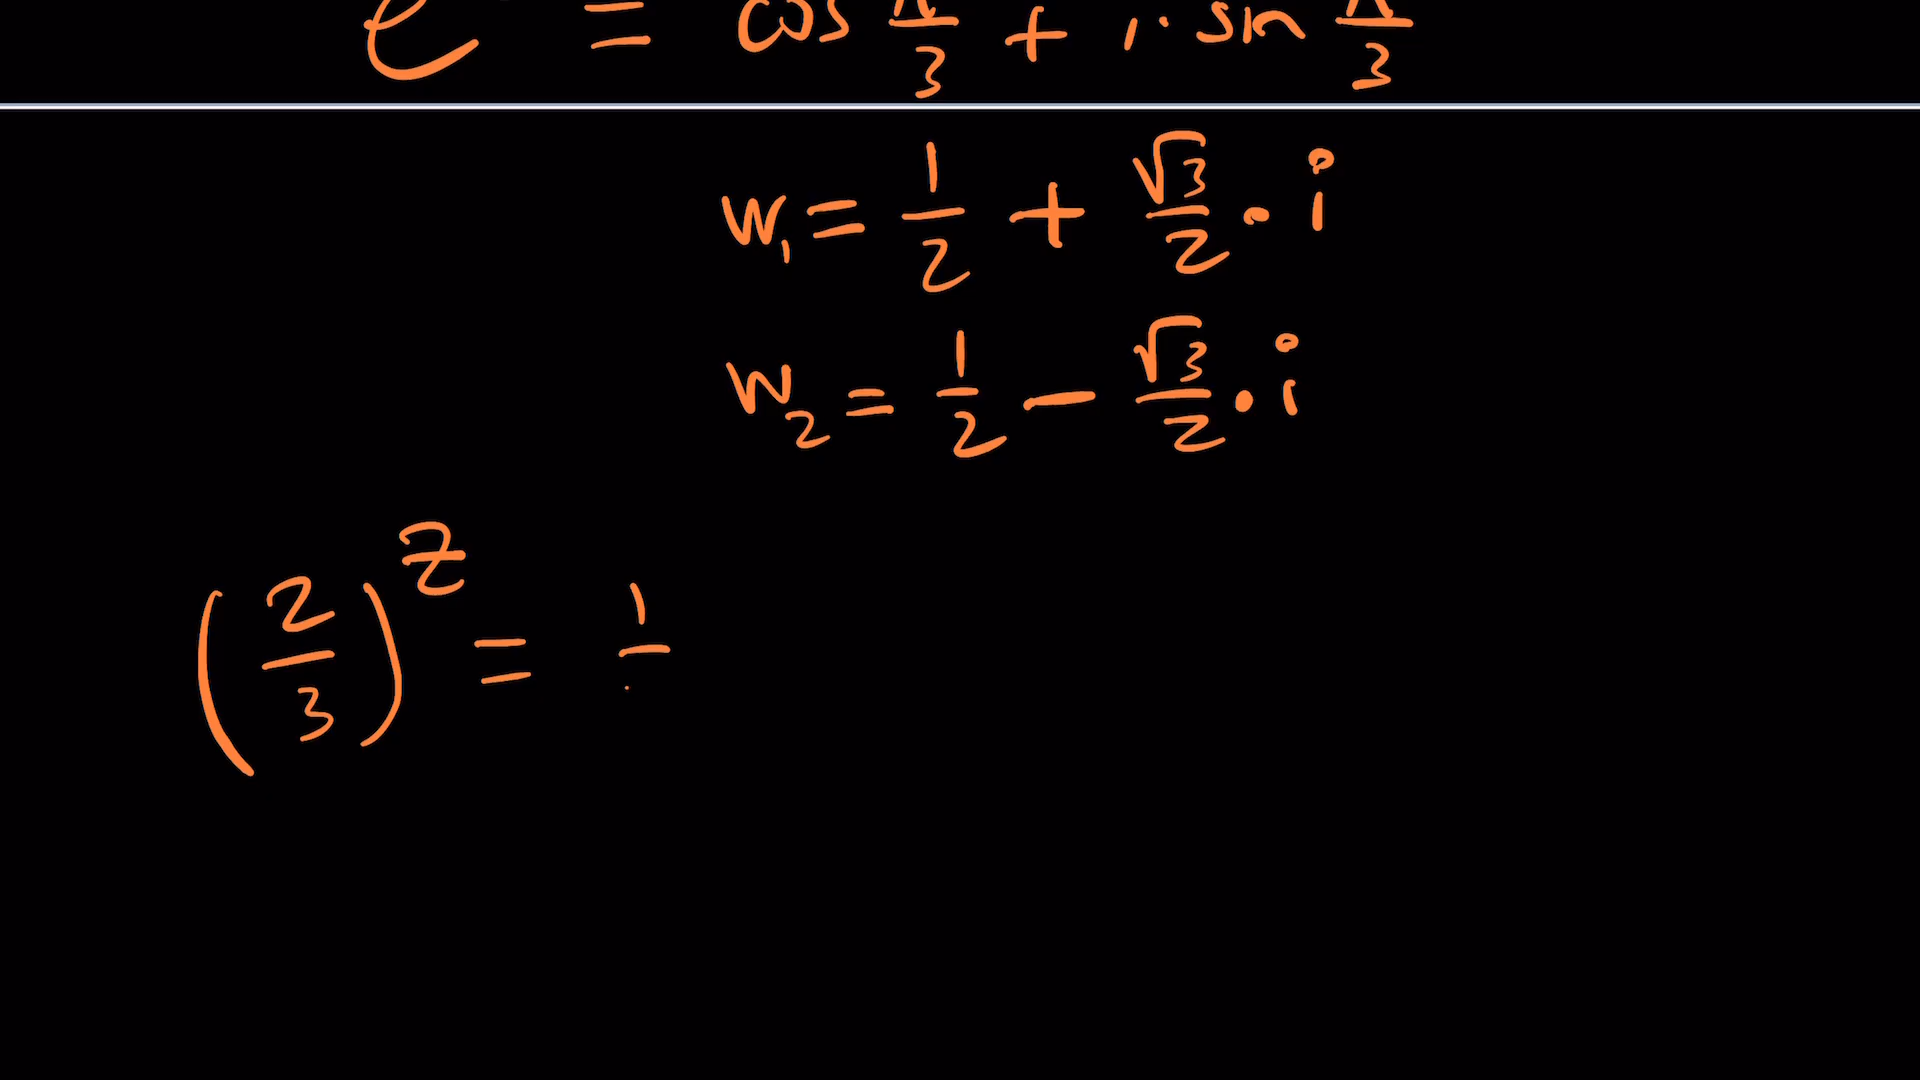 e = cos π/3 + i · sin π/3
w₁ = 1/2 + √3/2 · i
w₂ = 1/2 - √3/2 · i
(2/3)^z = 1/